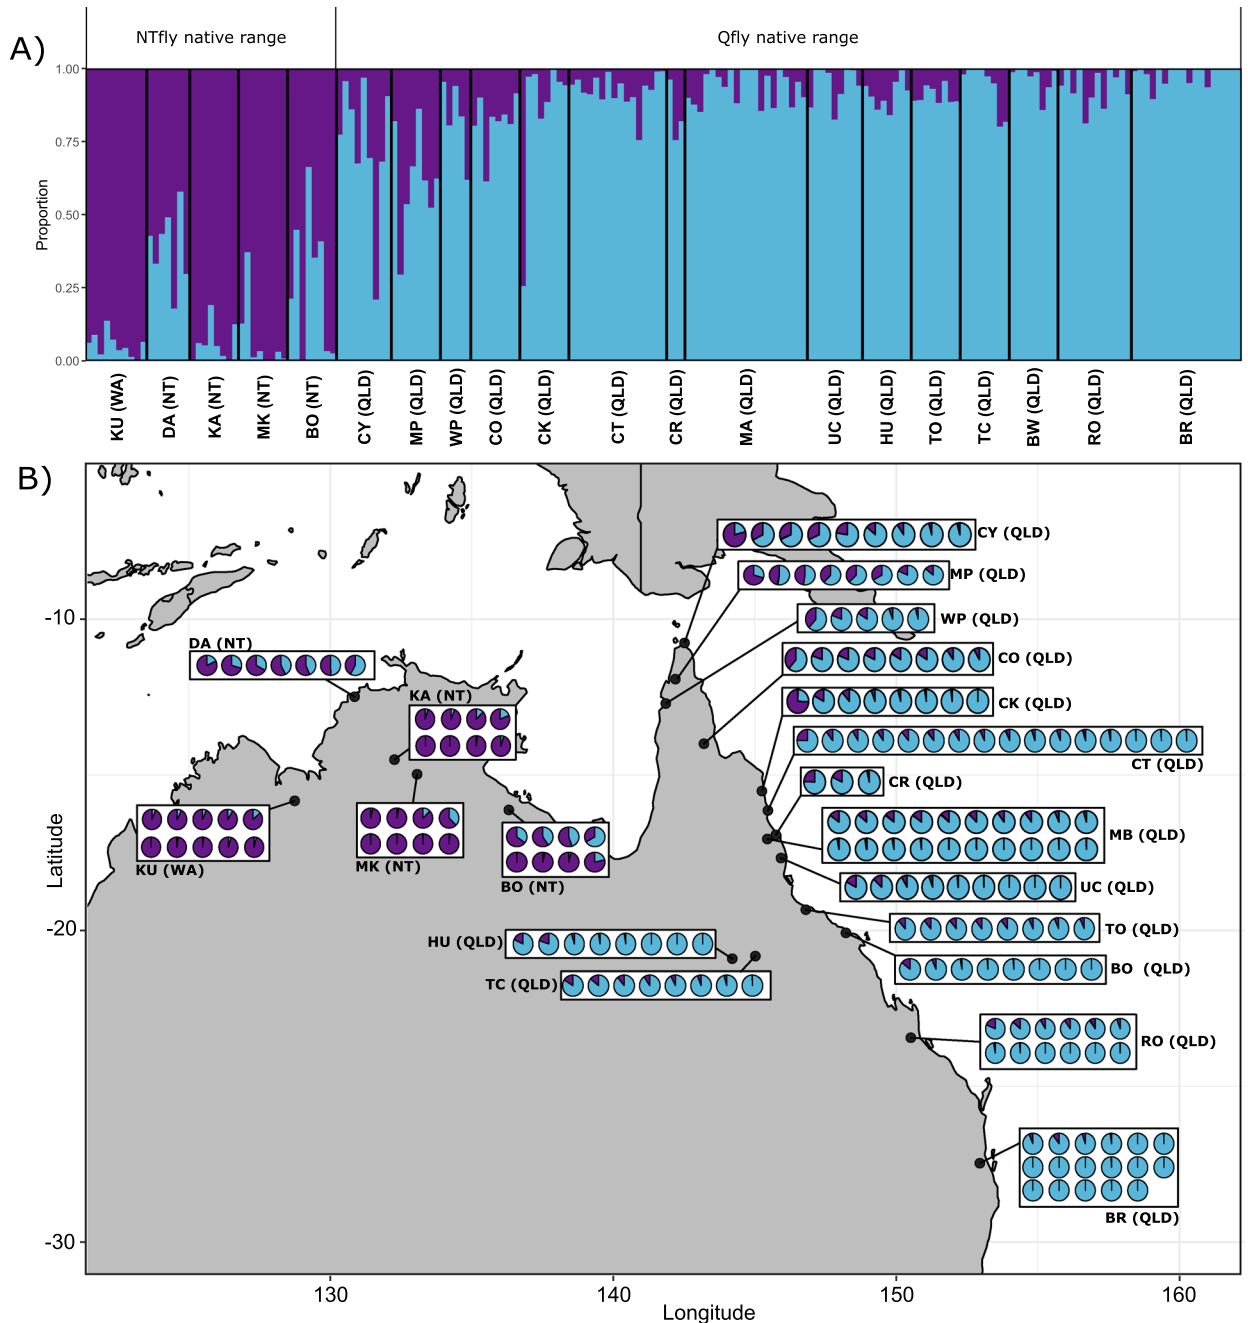 A)
NTfly native range
Qfly native range
Proportion
1.00
0.75
0.50
0.25
0.00
KU (WA)
DA (NT)
KA (NT)
MK (NT)
BO (NT)
CY (QLD)
MP (QLD)
WP (QLD)
CO (QLD)
CK (QLD)
CT (QLD)
CR (QLD)
MA (QLD)
UC (QLD)
HU (QLD)
TO (QLD)
TC (QLD)
BW (QLD)
RO (QLD)
BR (QLD)
B)
CY (QLD)
MP (QLD)
WP (QLD)
DA (NT)
CO (QLD)
KA (NT)
CK (QLD)
CT (QLD)
CR (QLD)
MB (QLD)
KU (WA)
MK (NT)
BO (NT)
UC (QLD)
TO (QLD)
HU (QLD)
BO (QLD)
TC (QLD)
RO (QLD)
BR (QLD)
Latitude
-10
-20
-30
130
140
150
160
Longitude